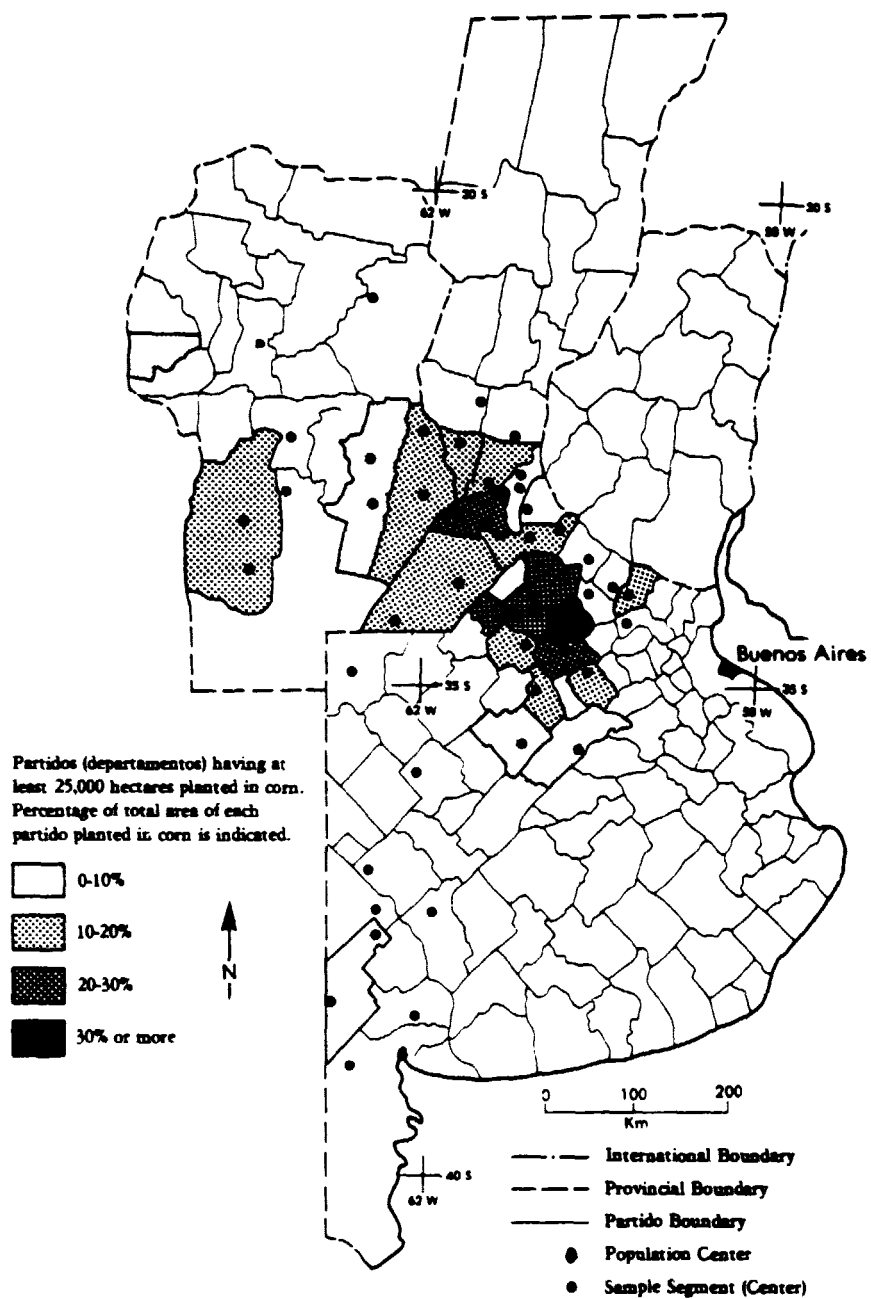 30 S
62 W
30 S
58 W
Buenos Aires
35 S
62 W
35 S
58 W
Partidos (departamentos) having at
least 25,000 hectares planted in corn.
Percentage of total area of each
partido planted in corn is indicated.
0-10%
10-20%
20-30%
30% or more
N
0 100 200
Km
40 S
62 W
International Boundary
Provincial Boundary
Partido Boundary
Population Center
Sample Segment (Center)